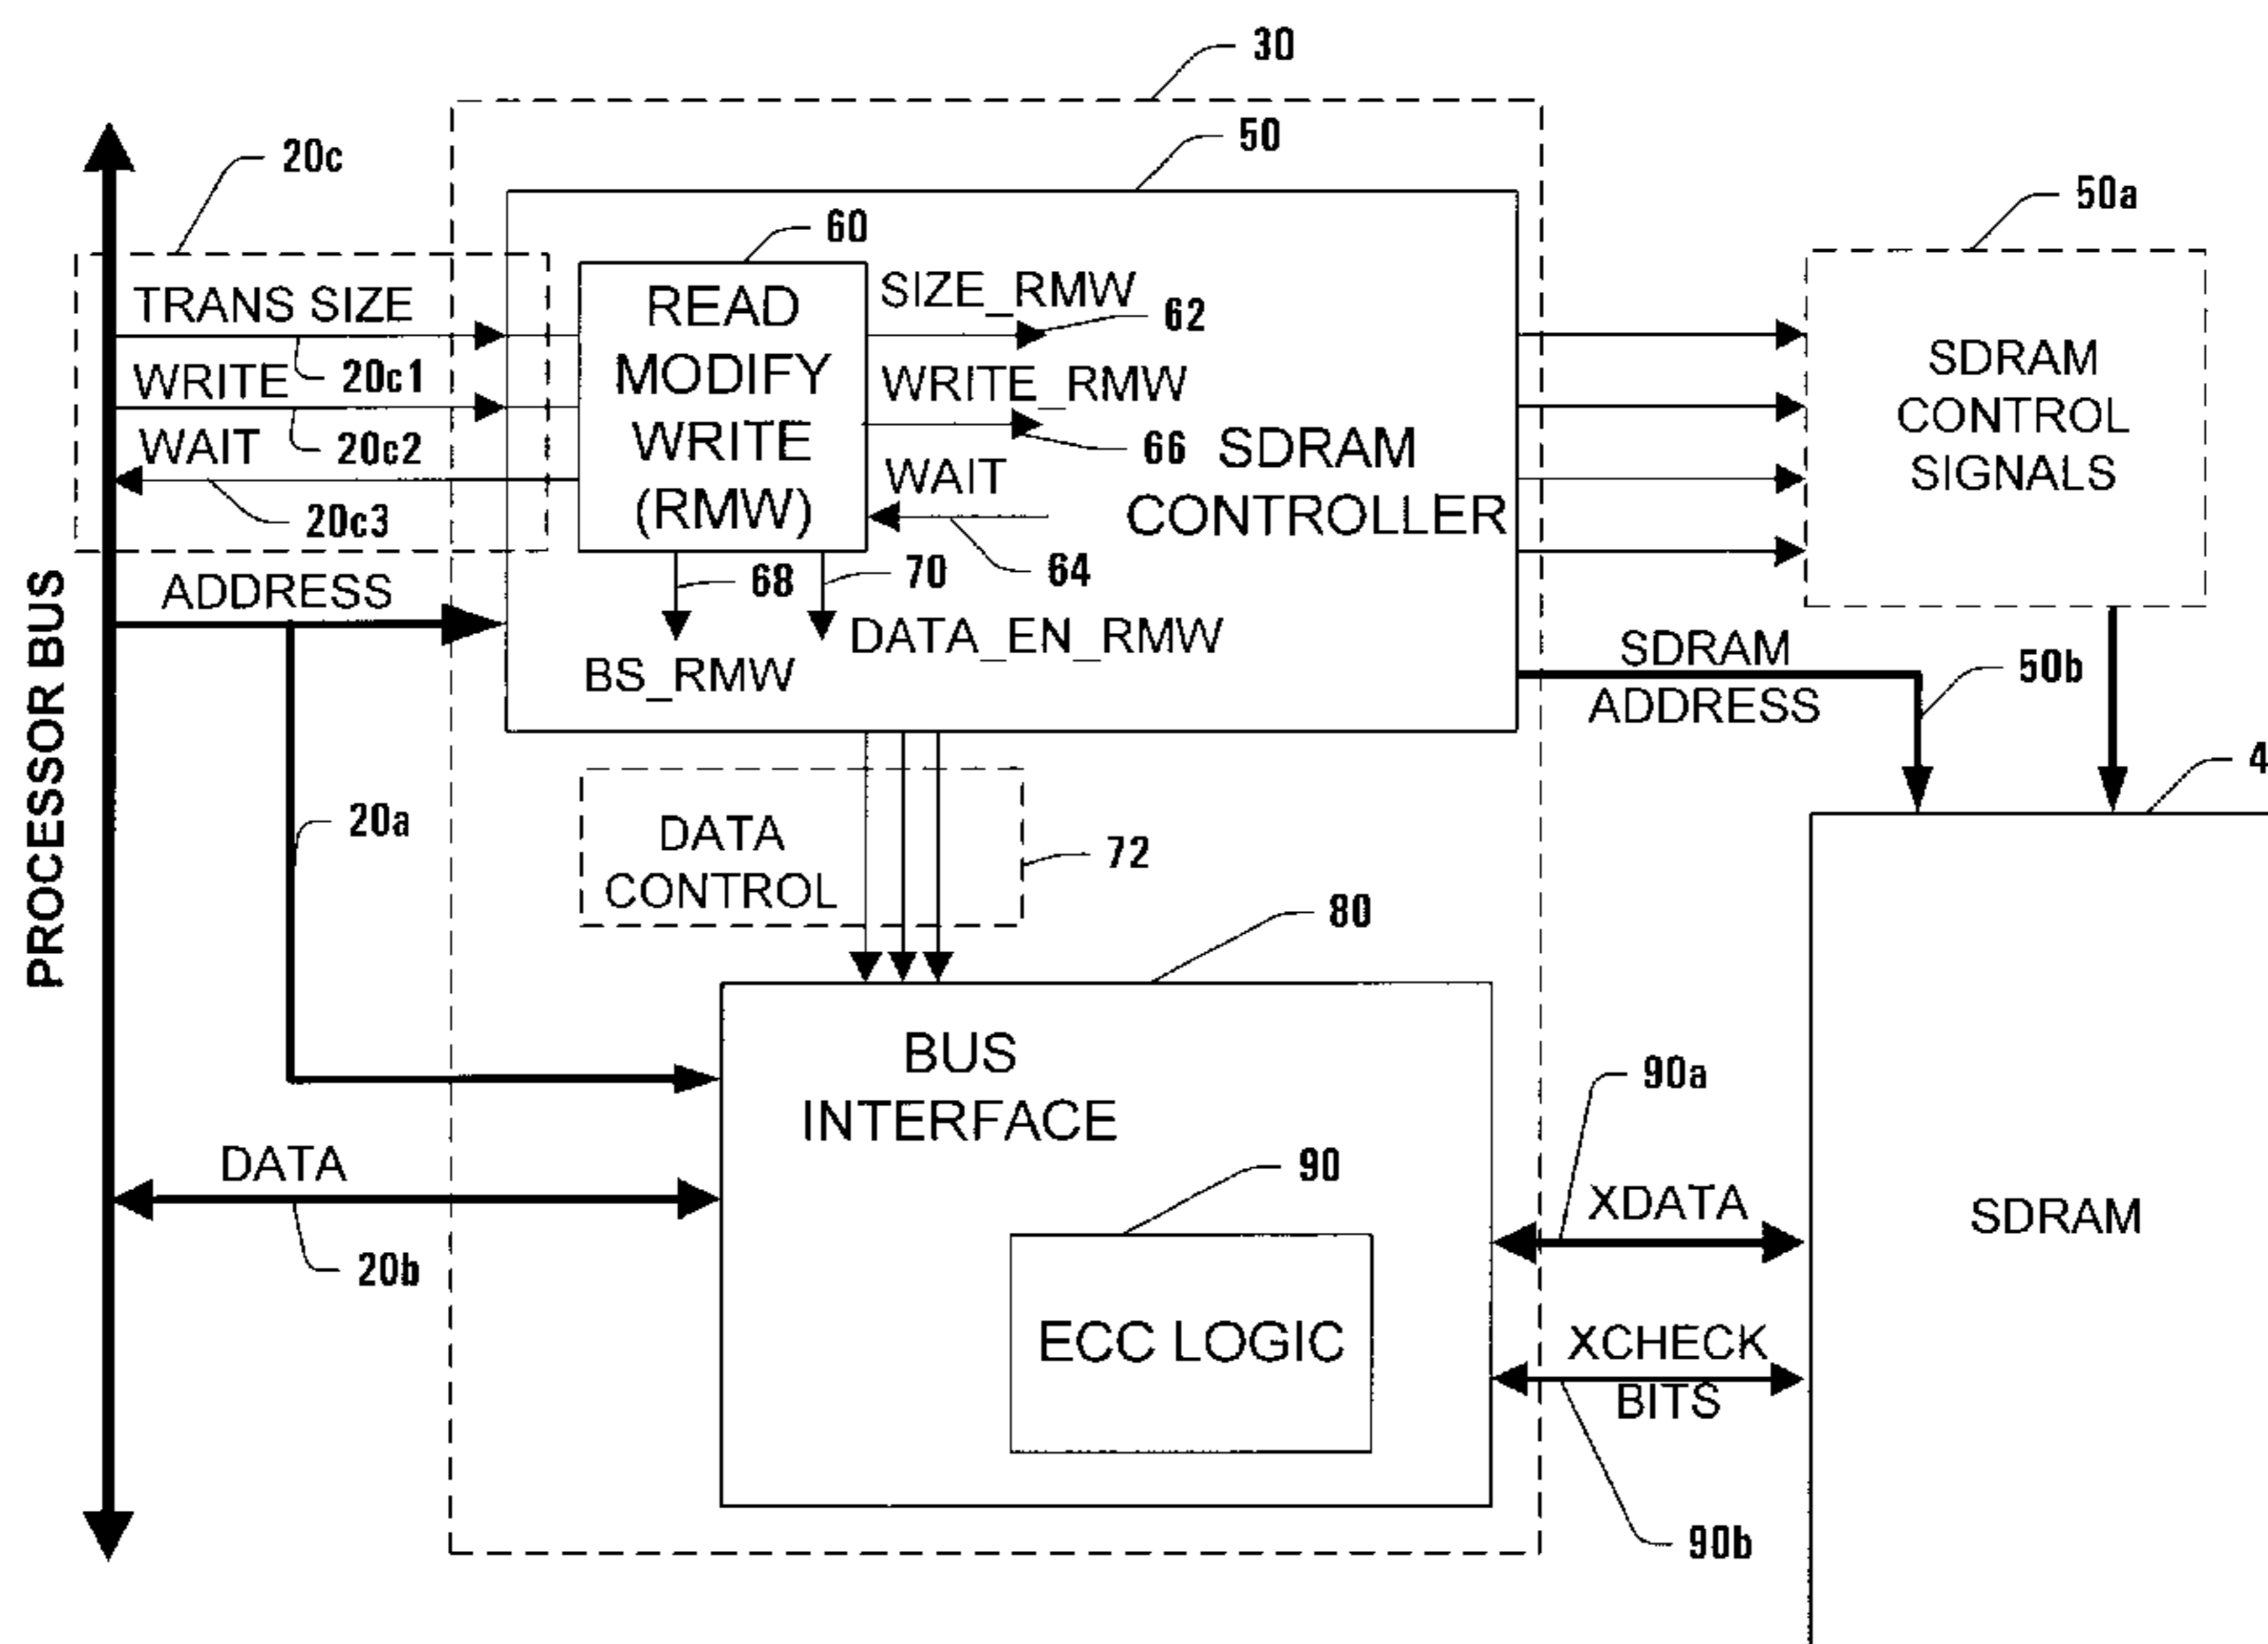 30
50
20c
50a
60
TRANS SIZE
20c1
WRITE
20c2
WAIT
20c3
READ
MODIFY
WRITE
(RMW)
SIZE_RMW
62
WRITE_RMW
66
WAIT
64
SDRAM
CONTROLLER
SDRAM
CONTROL
SIGNALS
68
70
BS_RMW
DATA_EN_RMW
ADDRESS
PROCESSOR BUS
SDRAM
ADDRESS
50b
4
20a
DATA
CONTROL
72
80
BUS
INTERFACE
90a
DATA
20b
90
XDATA
SDRAM
ECC LOGIC
XCHECK
BITS
90b